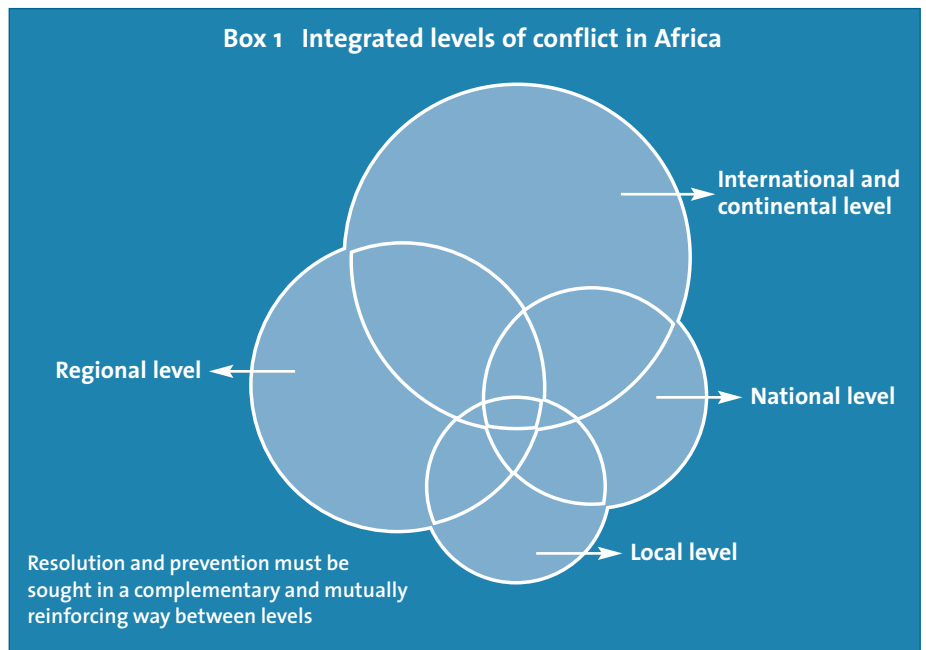 Box 1 Integrated levels of conflict in Africa
International and
continental level
Regional level
National level
Local level
Resolution and prevention must be
sought in a complementary and mutually
reinforcing way between levels